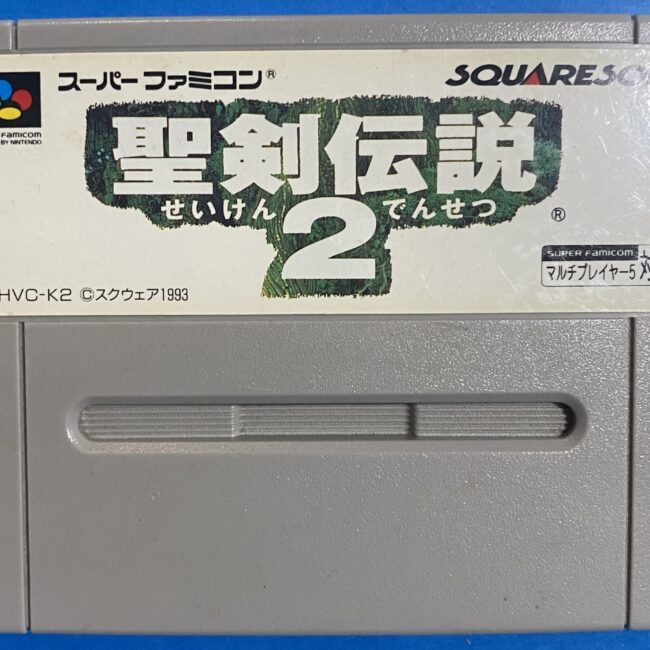 スーパーファミコン®
SQUARESO
Famicom
BY NINTENDO
聖剣伝説
せいけん でんせつ
2
®
SUPER FAMICOM
マルチプレイヤー5対
HVC-K2 ©スクウェア1993